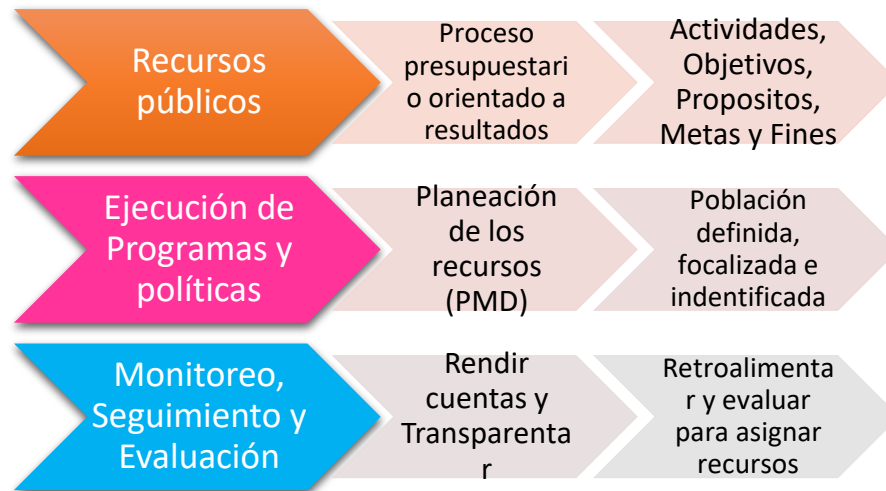 Recursos
públicos
Proceso
presupuestari
o orientado a
resultados
Actividades,
Objetivos,
Propositos,
Metas y Fines
Ejecución de
Programas y
políticas
Planeación
de los
recursos
(PMD)
Población
definida,
focalizada e
indentificada
Monitoreo,
Seguimiento y
Evaluación
Rendir
cuentas y
Transparenta
r
Retroalimenta
r y evaluar
para asignar
recursos